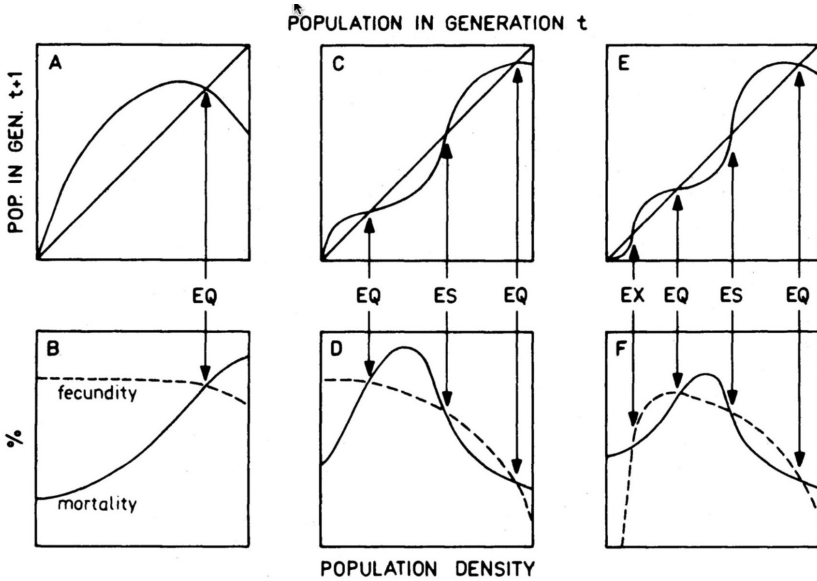 POPULATION IN GENERATION t
POP. IN GEN. t+1
A
C
E
EQ
EQ ES EQ
EX EQ ES EQ
%
B
fecundity
mortality
D
F
POPULATION DENSITY